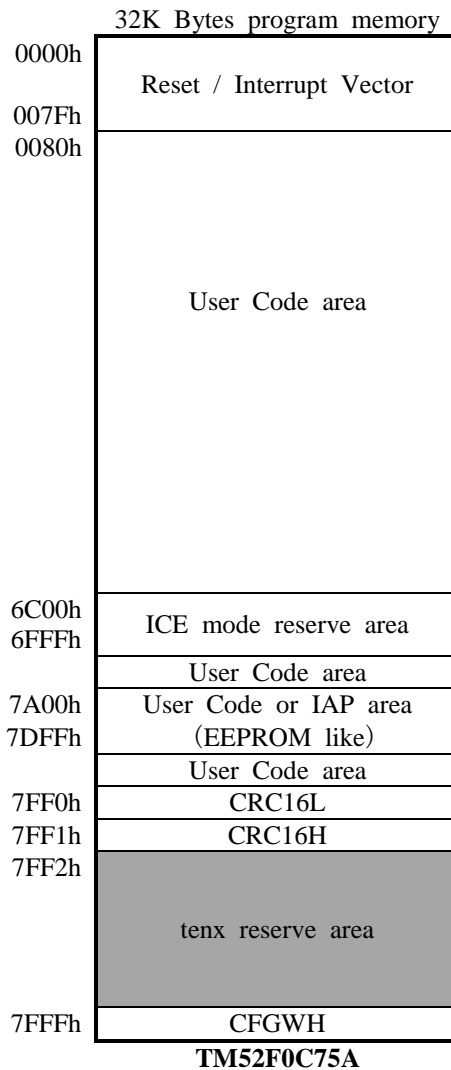 32K Bytes program memory
0000h
Reset / Interrupt Vector
007Fh
0080h
User Code area
6C00h
ICE mode reserve area
6FFFh
User Code area
7A00h User Code or IAP area
7DFFh (EEPROM like)
User Code area
7FF0h CRC16L
7FF1h CRC16H
7FF2h
tenx reserve area
7FFFh CFGWH
TM52F0C75A